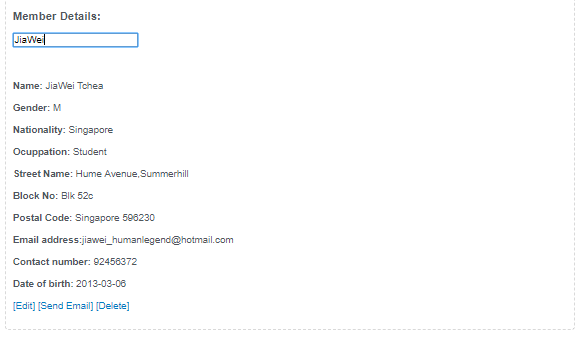 Member Details:
JiaWei
Name: JiaWei Tchea
Gender: M
Nationality: Singapore
Ocuppation: Student
Street Name: Hume Avenue,Summerhill
Block No: Blk 52c
Postal Code: Singapore 596230
Email address:jiawei_humanlegend@hotmail.com
Contact number: 92456372
Date of birth: 2013-03-06
[Edit] [Send Email] [Delete]